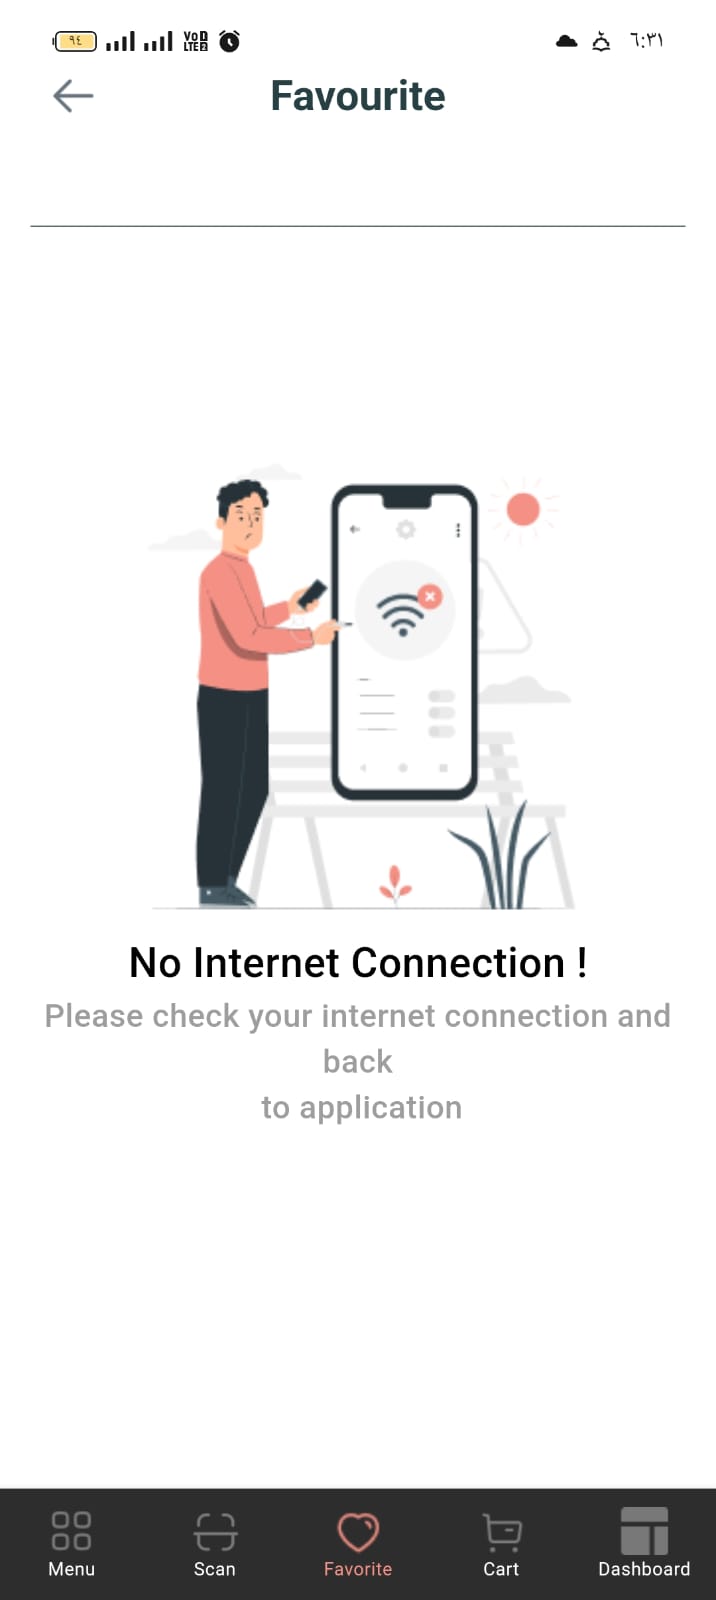 ٩٤ VoD LTE 2 ٦:٣١
Favourite
No Internet Connection !
Please check your internet connection and
back
to application
Menu Scan Favorite Cart Dashboard